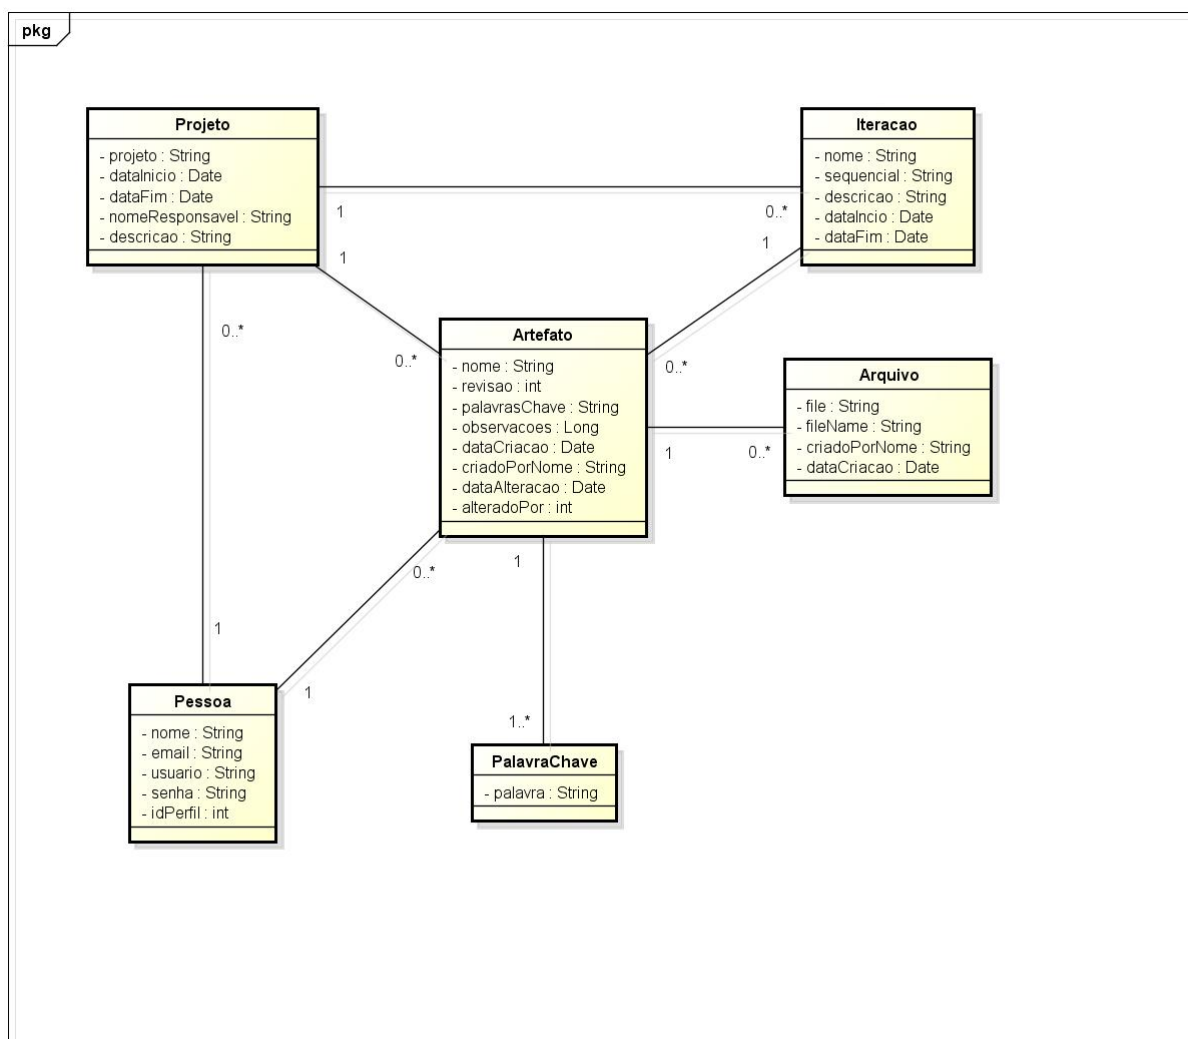 pkg
Projeto
- projeto : String
- dataInicio : Date
- dataFim : Date
- nomeResponsavel : String
- descricao : String
Iteracao
- nome : String
- sequencial : String
- descricao : String
- dataIncio : Date
- dataFim : Date
1
0..*
1
1
0..*
0..*
0..*
Artefato
- nome : String
- revisao : int
- palavrasChave : String
- observacoes : Long
- dataCriacao : Date
- criadoPorNome : String
- dataAlteracao : Date
- alteradoPor : int
Arquivo
- file : String
- fileName : String
- criadoPorNome : String
- dataCriacao : Date
1
0..*
1
0..*
1
1
1..*
Pessoa
- nome : String
- email : String
- usuario : String
- senha : String
- idPerfil : int
PalavraChave
- palavra : String